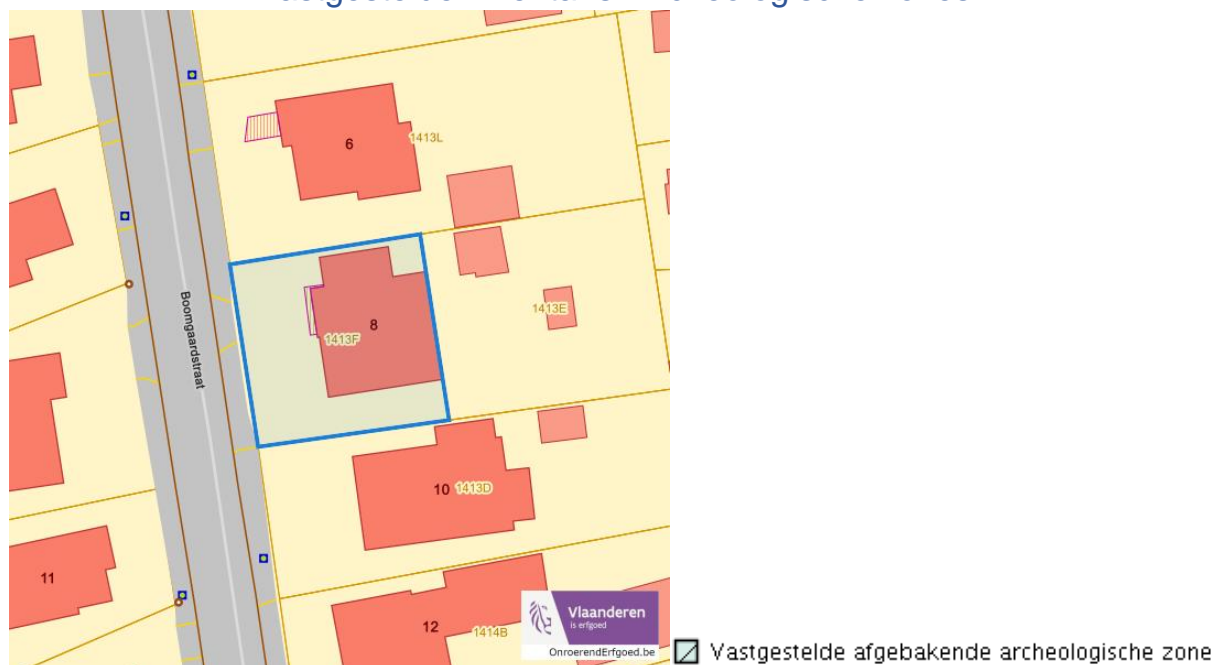 6
1413L
Boomgaardstraat
8
1413E
1413F
10
1413D
11
12
1414B
Vlaanderen
is erfgoed
OnroerendErfgoed.be
Vastgestelde afgebakende archeologische zone